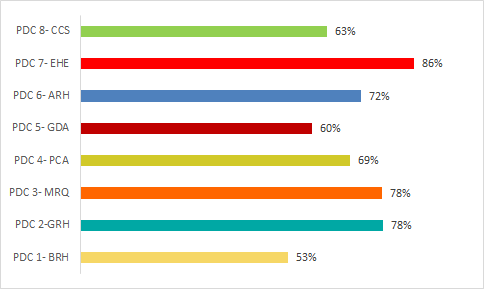 PDC 8- CCS 63%
PDC 7- EHE 86%
PDC 6- ARH 72%
PDC 5- GDA 60%
PDC 4- PCA 69%
PDC 3- MRQ 78%
PDC 2-GRH 78%
PDC 1- BRH 53%